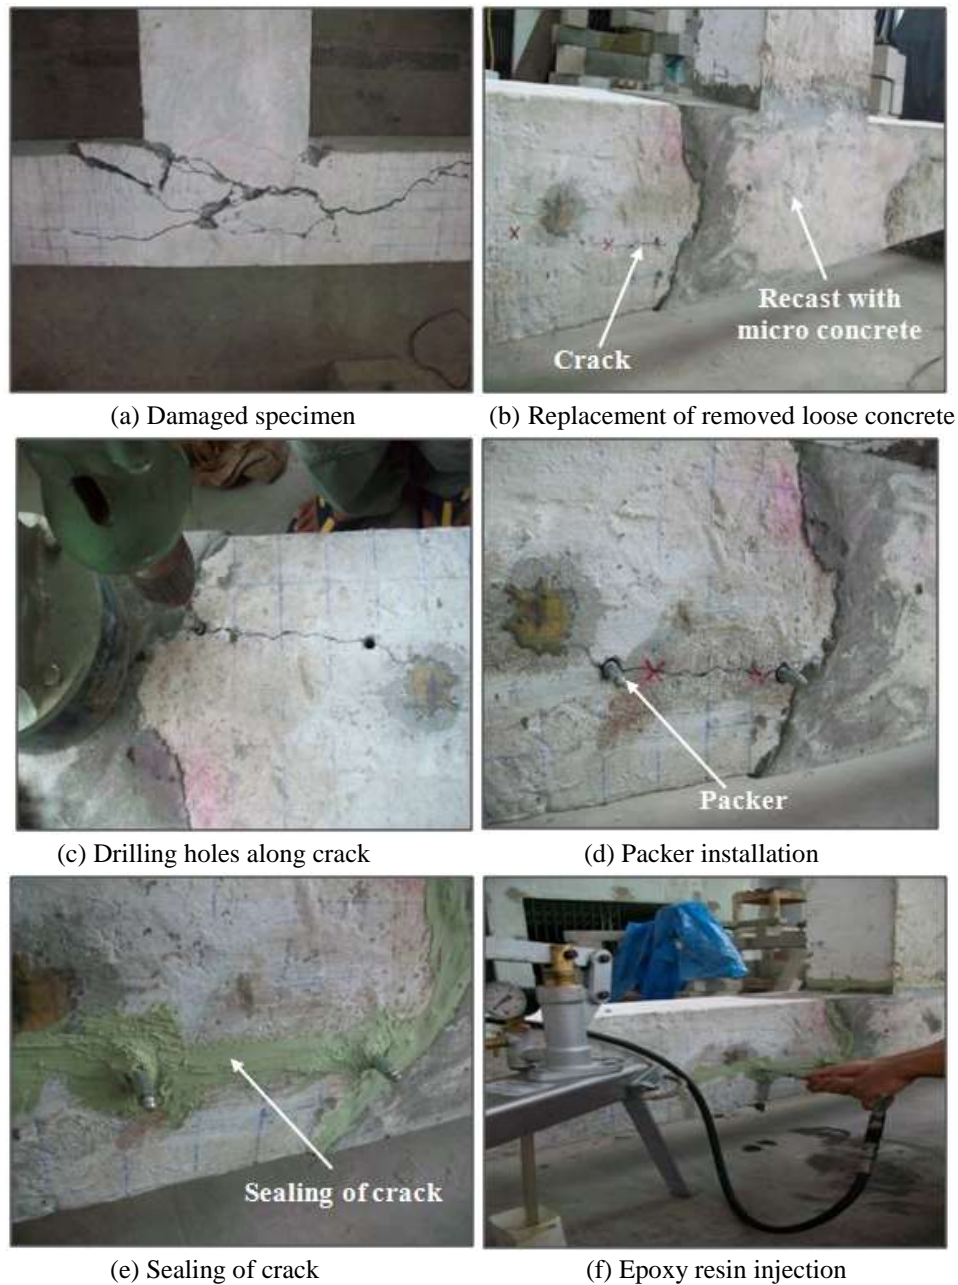 Crack
Recast with
micro concrete
(a) Damaged specimen
(b) Replacement of removed loose concrete
Packer
(c) Drilling holes along crack
(d) Packer installation
Sealing of crack
(e) Sealing of crack
(f) Epoxy resin injection